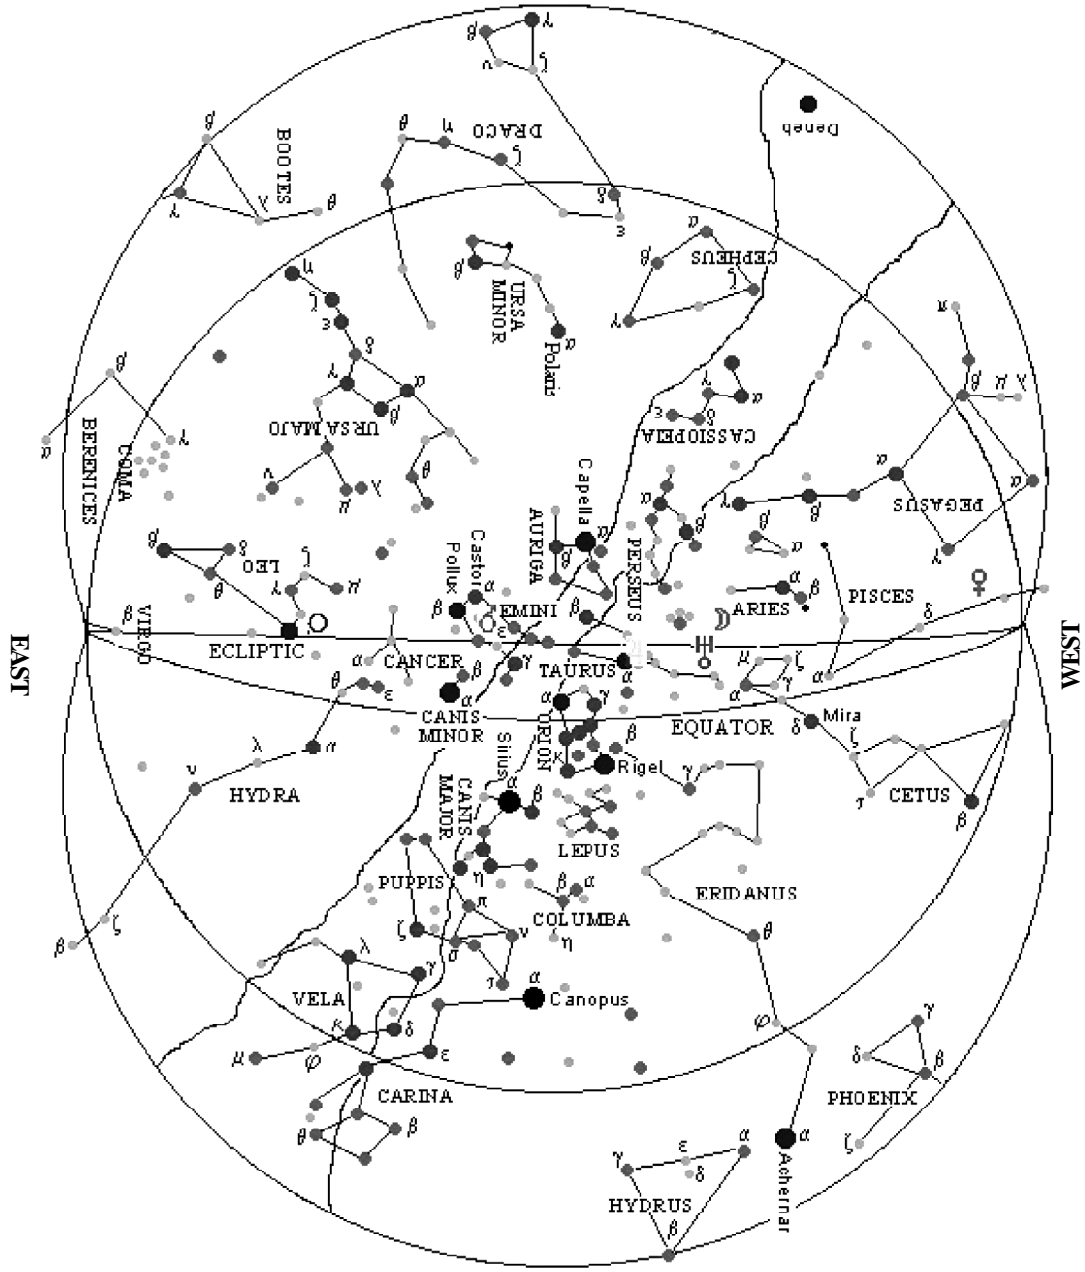 γ
β
ν
ζ
Deneb
β
BOOTES
γ
λ
θ
θ
η
DRACO
ζ
δ
ε
α
CEPHEUS
β
ζ
γ
β
URSA
MINOR
α
Polaris
η
ζ
ε
δ
γ
α
β
URSA MAJO
ν
μ
λ
θ
γ
α
ε
δ
CASSIOPEIA
π
β
μ
λ
α
α
γ
β
PEGASUS
γ
β
α
γ
COMA
BERENICES
Capella
α
β
AURIGA
α
β
PERSEUS
β
α
β
δ
LEO
θ
ζ
γ
μ
Castor
Pollux
α
β
EMINI
ε
β
α
β
ARIES
PISCES
δ
α
♀
☽
EAST
WEST
β
VIRGO
ECLIPTIC
α
CANCER
θ
ε
β
α
CANIS
MINOR
γ
TAURUS
α
♅
μ
ζ
α
γ
EQUATOR
δ
Mira
ζ
τ
CETUS
β
ν
λ
α
HYDRA
β
ζ
α
γ
ORION
κ
β
Rigel
γ
Sirius
α
β
CANIS
MAJOR
η
LEPUS
ERIDANUS
θ
φ
PUPPIS
π
ζ
ν
σ
τ
β
α
COLUMBA
η
λ
γ
VELA
κ
δ
μ
φ
α
Canopus
ε
CARINA
θ
β
γ
δ
β
PHOENIX
ζ
α
Achernar
α
ε
δ
γ
HYDRUS
β